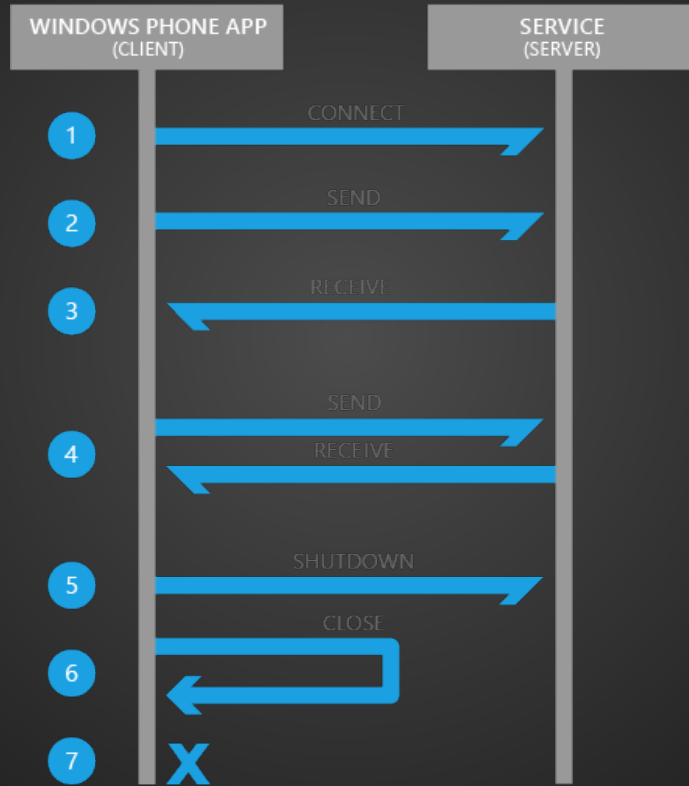 WINDOWS PHONE APP
(CLIENT)
SERVICE
(SERVER)
1
CONNECT
2
SEND
3
RECEIVE
4
SEND
RECEIVE
5
SHUTDOWN
6
CLOSE
7
X